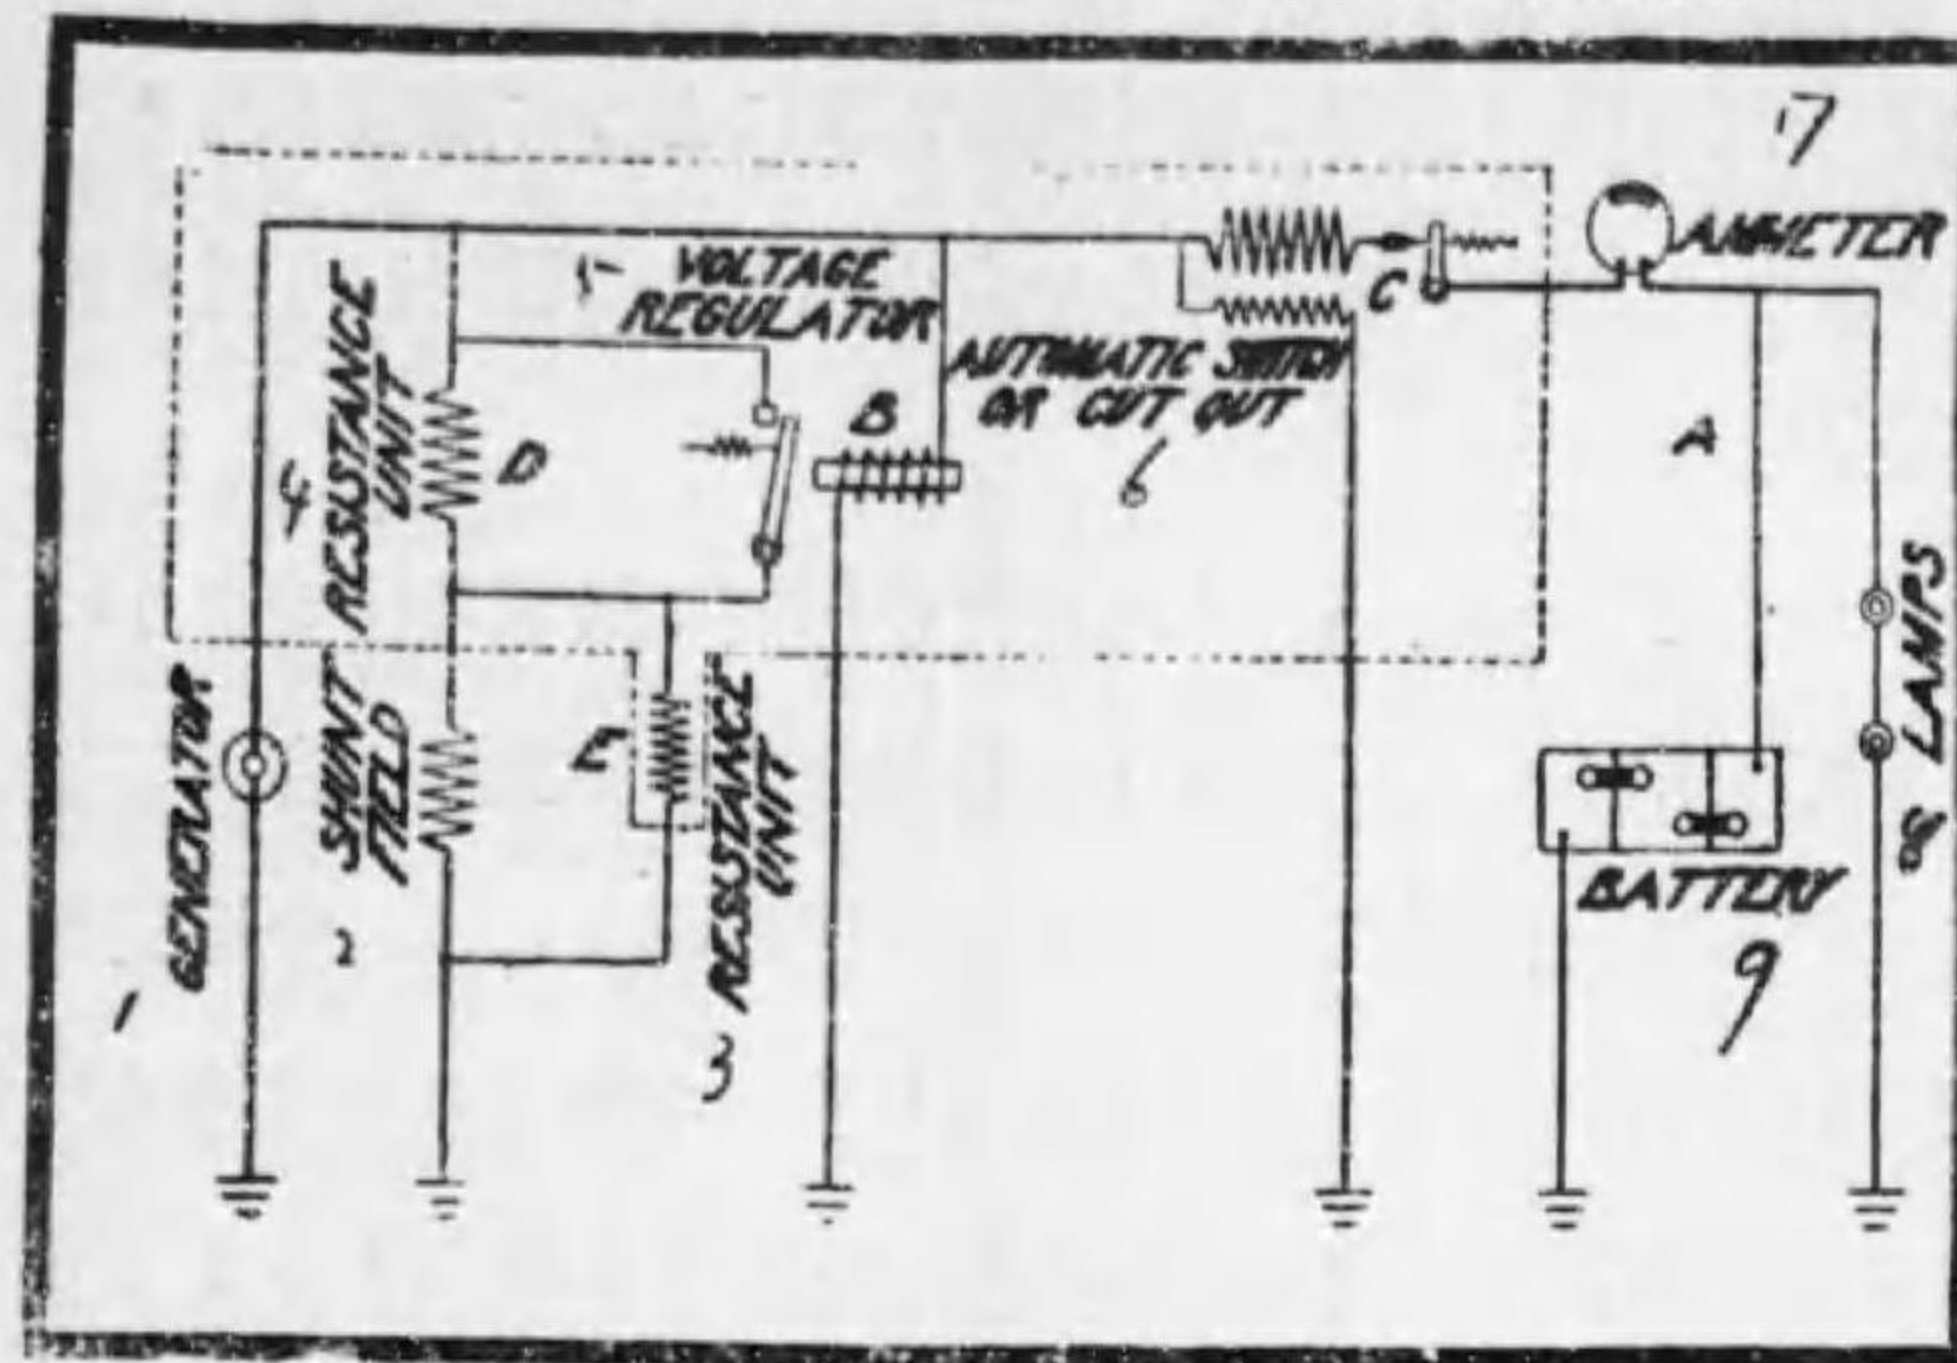 7
AMMETER
5 VOLTAGE
REGULATOR
C
AUTOMATIC SWITCH
OR CUT OUT
6
B
A
D
4 RESISTANCE
UNIT
GENERATOR
1
SHUNT
FIELD
2
E
RESISTANCE
UNIT
3
BATTERY
9
LAMPS
8